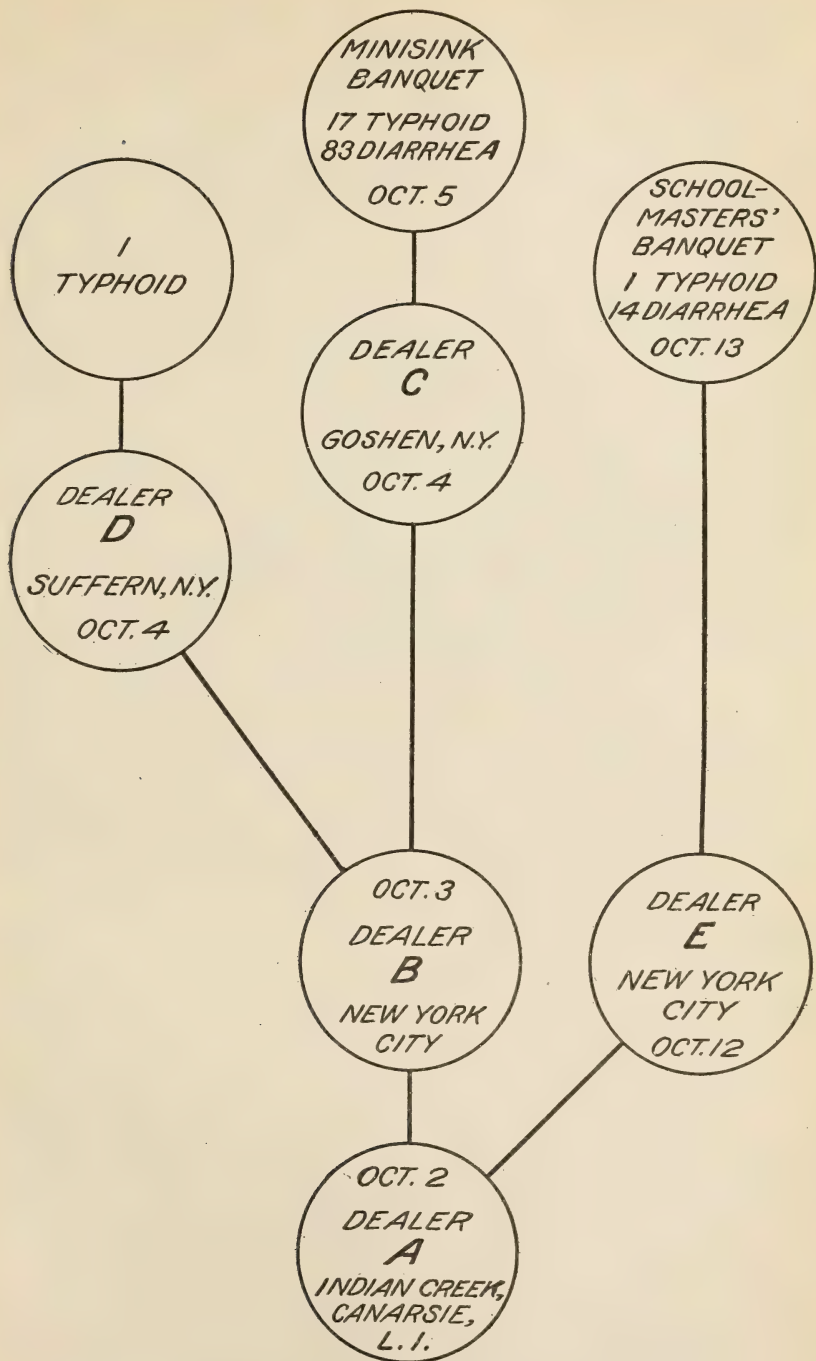 MINISINK
BANQUET
17 TYPHOID
83 DIARRHEA
OCT. 5
1
TYPHOID
SCHOOL-
MASTERS'
BANQUET
1 TYPHOID
14 DIARRHEA
OCT. 13
DEALER
C
GOSHEN, N.Y.
OCT. 4
DEALER
D
SUFFERN, N.Y.
OCT. 4
OCT. 3
DEALER
B
NEW YORK
CITY
DEALER
E
NEW YORK
CITY
OCT. 12
OCT. 2
DEALER
A
INDIAN CREEK,
CANARSIE,
L. I.